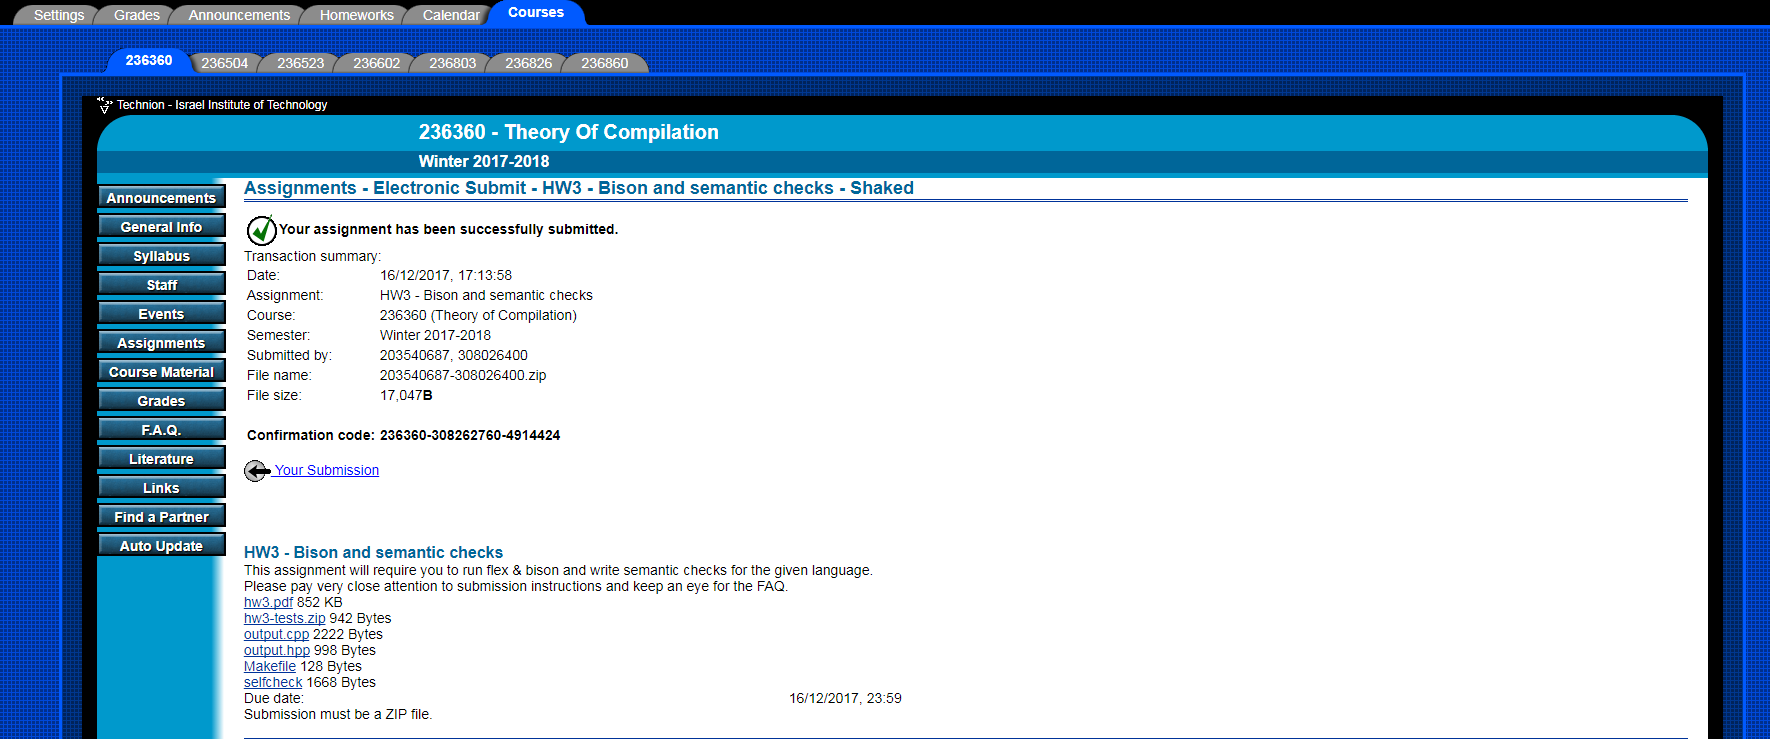 Settings Grades Announcements Homeworks Calendar Courses
236360 236504 236523 236602 236803 236826 236860
Technion - Israel Institute of Technology
236360 - Theory Of Compilation
Winter 2017-2018
Announcements
General Info
Syllabus
Staff
Events
Assignments
Course Material
Grades
F.A.Q.
Literature
Links
Find a Partner
Auto Update
Assignments - Electronic Submit - HW3 - Bison and semantic checks - Shaked
Your assignment has been successfully submitted.
Transaction summary:
Date: 16/12/2017, 17:13:58
Assignment: HW3 - Bison and semantic checks
Course: 236360 (Theory of Compilation)
Semester: Winter 2017-2018
Submitted by: 203540687, 308026400
File name: 203540687-308026400.zip
File size: 17,047B
Confirmation code: 236360-308262760-4914424
Your Submission
HW3 - Bison and semantic checks
This assignment will require you to run flex & bison and write semantic checks for the given language.
Please pay very close attention to submission instructions and keep an eye for the FAQ.
hw3.pdf 852 KB
hw3-tests.zip 942 Bytes
output.cpp 2222 Bytes
output.hpp 998 Bytes
Makefile 128 Bytes
selfcheck 1668 Bytes
Due date: 16/12/2017, 23:59
Submission must be a ZIP file.